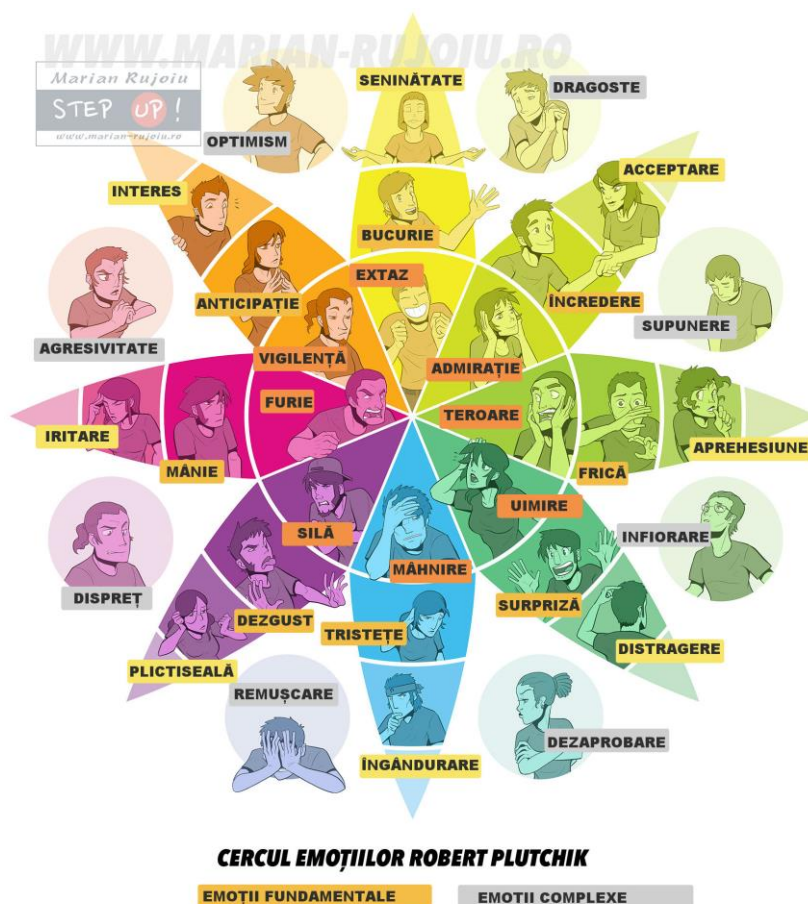 WWW.MARIAN-RUJOIU.RO
Marian Rujoiu
STEP UP!
www.marian-rujoiu.ro
SENINĂTATE
DRAGOSTE
OPTIMISM
ACCEPTARE
INTERES
BUCURIE
EXTAZ
ANTICIPAȚIE
ÎNCREDERE
SUPUNERE
AGRESIVITATE
VIGILENȚĂ
ADMIRAȚIE
FURIE
TEROARE
IRITARE
MÂNIE
FRICĂ
APREHESIUNE
SILĂ
UIMIRE
INFIORARE
MÂHNIRE
DISPREȚ
SURPRIZĂ
DEZGUST
TRISTEȚE
PLICTISEALĂ
DISTRAGERE
REMUȘCARE
DEZAPROBARE
ÎNGÂNDURARE
CERCUL EMOȚIILOR ROBERT PLUTCHIK
EMOȚII FUNDAMENTALE
EMOTII COMPLEXE